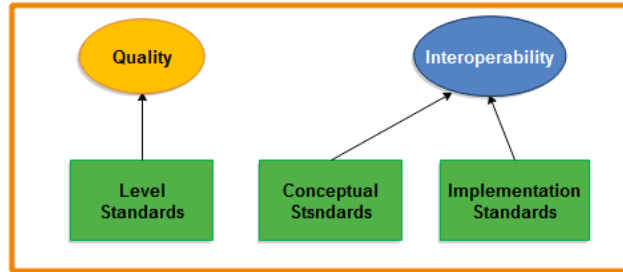 Quality
Interoperability
Level
Standards
Conceptual
Stsndards
Implementation
Standards